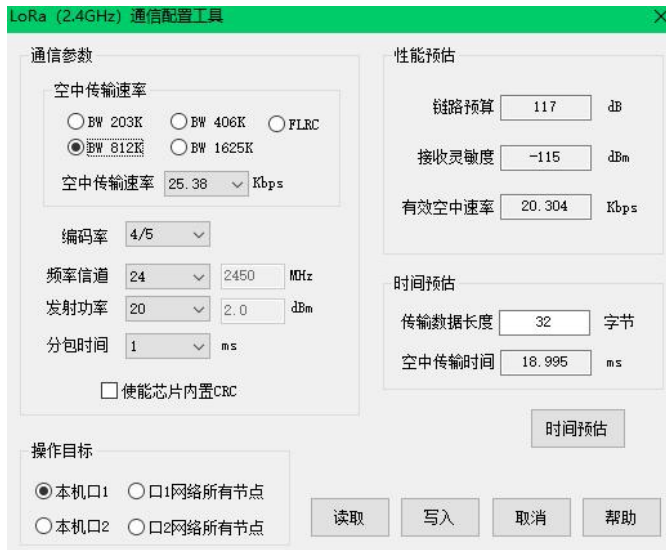 LoRa (2.4GHz) 通信配置工具
通信参数
空中传输速率
BW 203K BW 406K FLRC
BW 812K BW 1625K
空中传输速率 25.38 Kbps
编码率 4/5
频率信道 24 2450 MHz
发射功率 20 2.0 dBm
分包时间 1 ms
使能芯片内置CRC
操作目标
本机口1 口1网络所有节点
本机口2 口2网络所有节点
性能预估
链路预算 117 dB
接收灵敏度 -115 dBm
有效空中速率 20.304 Kbps
时间预估
传输数据长度 32 字节
空中传输时间 18.995 ms
时间预估
读取 写入 取消 帮助